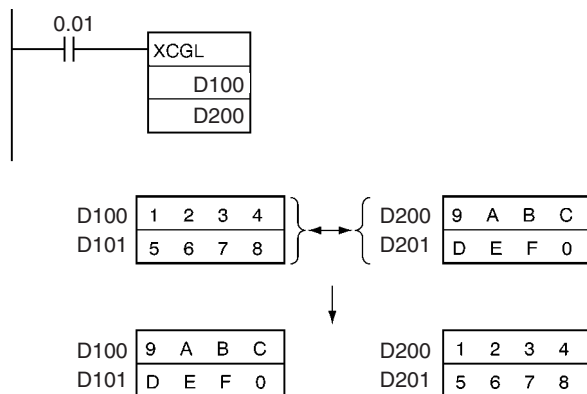 0.01
XCGL
D100
D200
D100 1 2 3 4 D200 9 A B C
D101 5 6 7 8 D201 D E F 0
D100 9 A B C D200 1 2 3 4
D101 D E F 0 D201 5 6 7 8